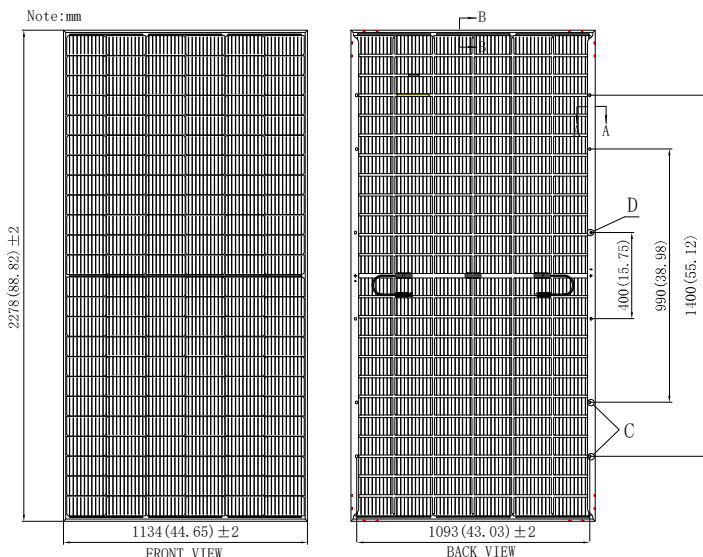 Note:mm
B
B
A
A
D
C
2278(88.82)±2
400(15.75)
990(38.98)
1400(55.12)
1134(44.65)±2
1093(43.03)±2
FRONT VIEW
BACK VIEW